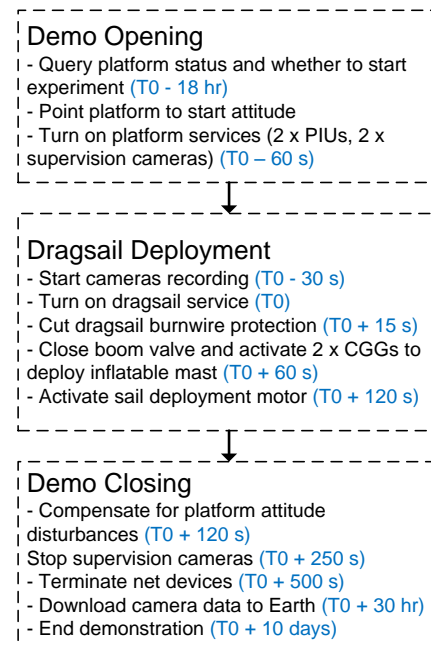 Demo Opening
- Query platform status and whether to start
experiment (T0 - 18 hr)
- Point platform to start attitude
- Turn on platform services (2 x PIUs, 2 x
supervision cameras) (T0 – 60 s)
Dragsail Deployment
- Start cameras recording (T0 - 30 s)
- Turn on dragsail service (T0)
- Cut dragsail burnwire protection (T0 + 15 s)
- Close boom valve and activate 2 x CGGs to
deploy inflatable mast (T0 + 60 s)
- Activate sail deployment motor (T0 + 120 s)
Demo Closing
- Compensate for platform attitude
disturbances (T0 + 120 s)
Stop supervision cameras (T0 + 250 s)
- Terminate net devices (T0 + 500 s)
- Download camera data to Earth (T0 + 30 hr)
- End demonstration (T0 + 10 days)